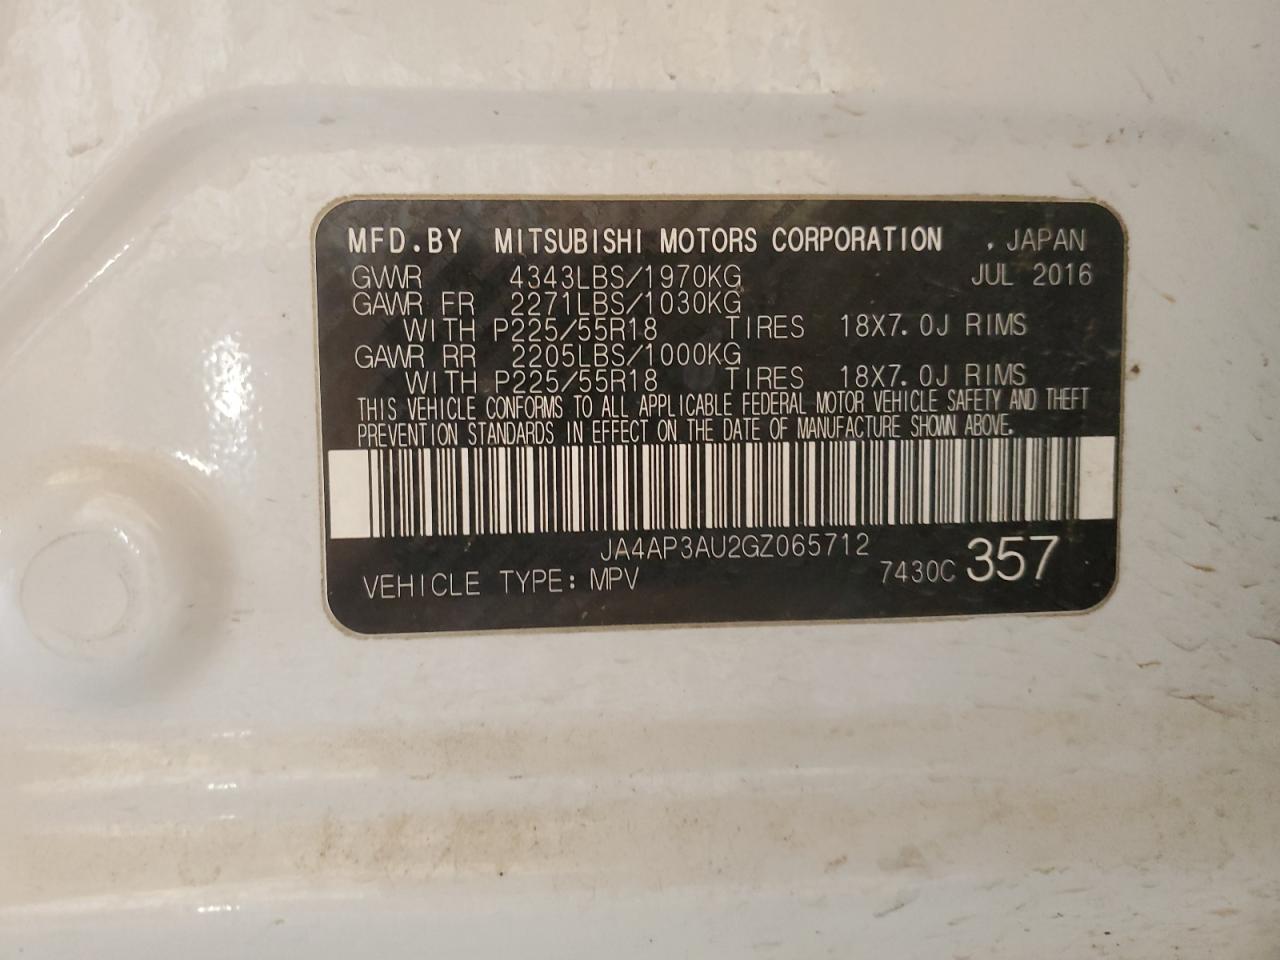 MFD.BY MITSUBISHI MOTORS CORPORATION , JAPAN
GVWR 4343LBS/1970KG JUL 2016
GAWR FR 2271LBS/1030KG
WITH P225/55R18 TIRES 18X7.0J RIMS
GAWR RR 2205LBS/1000KG
WITH P225/55R18 TIRES 18X7.0J RIMS
THIS VEHICLE CONFORMS TO ALL APPLICABLE FEDERAL MOTOR VEHICLE SAFETY AND THEFT
PREVENTION STANDARDS IN EFFECT ON THE DATE OF MANUFACTURE SHOWN ABOVE.
JA4AP3AU2GZ065712
VEHICLE TYPE: MPV 7430C 357